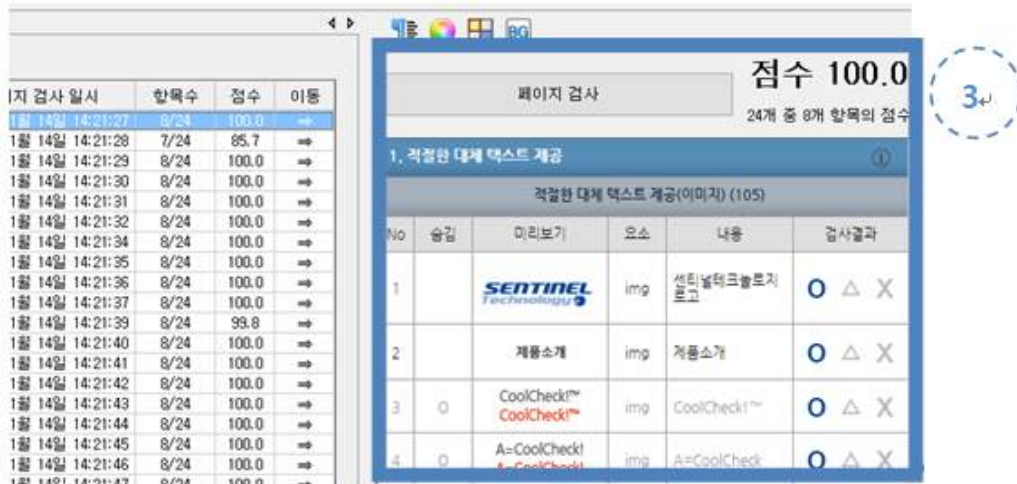 BG
지 검사 일시 항목수 점수 이동
1월 14일 14:21:27 8/24 100.0
1월 14일 14:21:28 7/24 85.7
1월 14일 14:21:29 8/24 100.0
1월 14일 14:21:30 8/24 100.0
1월 14일 14:21:31 8/24 100.0
1월 14일 14:21:32 8/24 100.0
1월 14일 14:21:34 8/24 100.0
1월 14일 14:21:35 8/24 100.0
1월 14일 14:21:36 8/24 100.0
1월 14일 14:21:37 8/24 100.0
1월 14일 14:21:39 8/24 99.8
1월 14일 14:21:40 8/24 100.0
1월 14일 14:21:41 8/24 100.0
1월 14일 14:21:42 8/24 100.0
1월 14일 14:21:43 8/24 100.0
1월 14일 14:21:44 8/24 100.0
1월 14일 14:21:45 8/24 100.0
1월 14일 14:21:46 8/24 100.0
1월 14일 14:21:47 8/24 100.0
페이지 검사
점수 100.0
24개 중 8개 항목의 점수
1. 적절한 대체 텍스트 제공
적절한 대체 텍스트 제공(이미지) (105)
No 숨김 미리보기 요소 내용 검사결과
1 SENTINEL Technology img 센티널테크놀로지 로고 O △ X
2 제품소개 img 제품소개 O △ X
3 O CoolCheck!™ CoolCheck!™ img CoolCheck!™ O △ X
4 O A=CoolCheck! A=CoolCheck! img A=CoolCheck O △ X
3